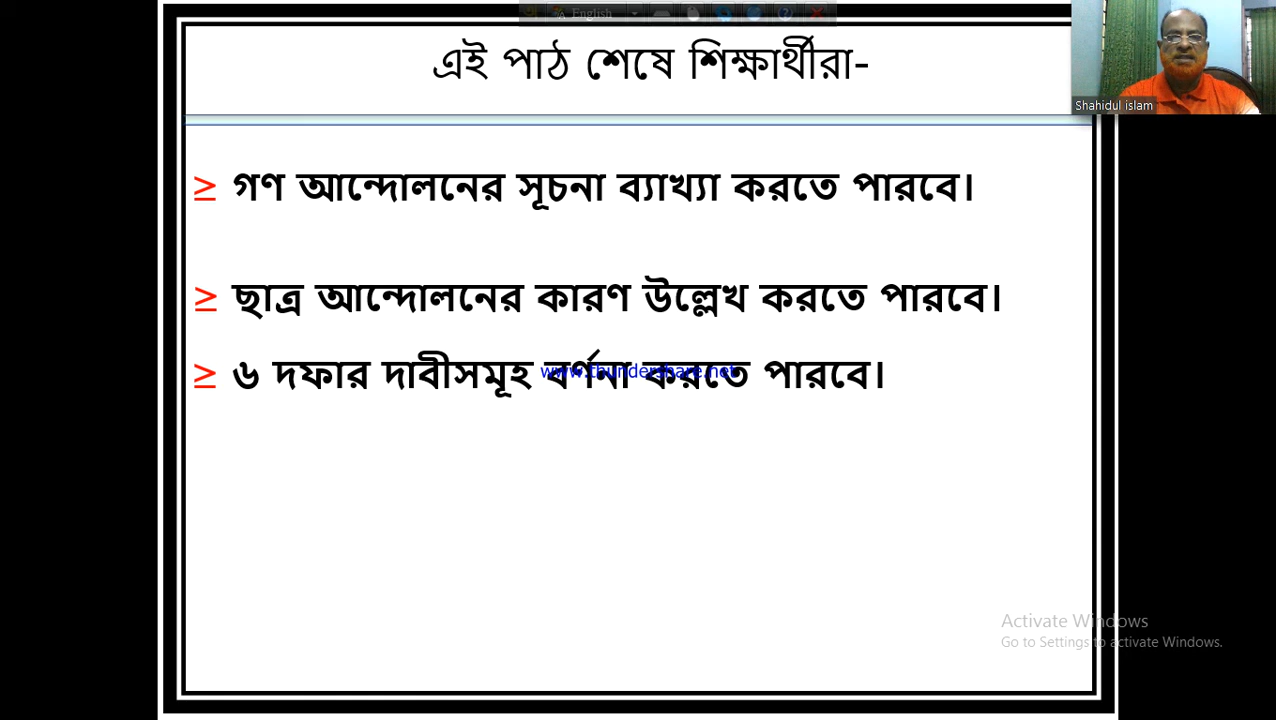 English
এই পাঠ শেষে শিক্ষার্থীরা-
Shahidul islam
≥ গণ আন্দোলনের সূচনা ব্যাখ্যা করতে পারবে।
≥ ছাত্র আন্দোলনের কারণ উল্লেখ করতে পারবে।
≥ ৬ দফার দাবীসমূহ বর্ণনা করতে পারবে।
www.thundershare.net
Activate Windows
Go to Settings to activate Windows.